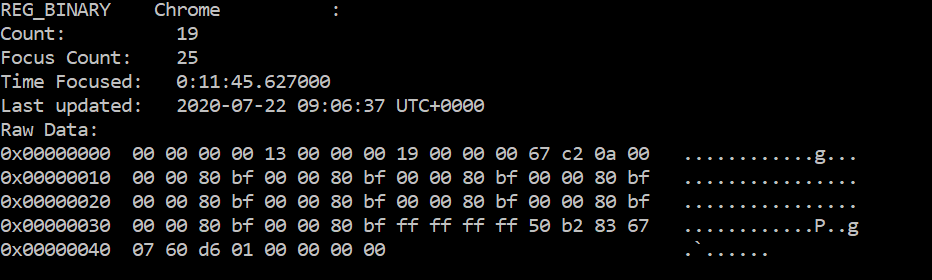 REG_BINARY    Chrome          :
Count:          19
Focus Count:    25
Time Focused:   0:11:45.627000
Last updated:   2020-07-22 09:06:37 UTC+0000
Raw Data:
0x00000000  00 00 00 00 13 00 00 00 19 00 00 00 67 c2 0a 00   ............g...
0x00000010  00 00 80 bf 00 00 80 bf 00 00 80 bf 00 00 80 bf   ................
0x00000020  00 00 80 bf 00 00 80 bf 00 00 80 bf 00 00 80 bf   ................
0x00000030  00 00 80 bf 00 00 80 bf ff ff ff ff 50 b2 83 67   ............P..g
0x00000040  07 60 d6 01 00 00 00 00                           .`......